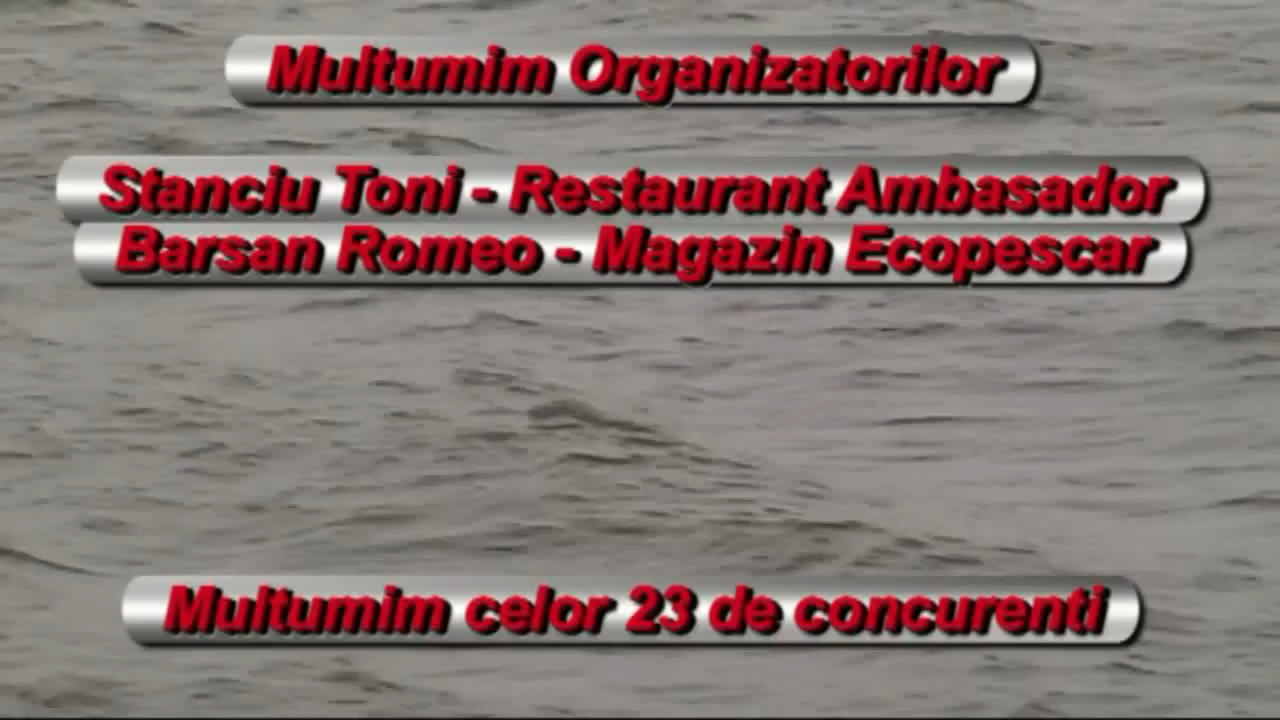 Multumim Organizatorilor
Stanciu Toni - Restaurant Ambasador
Barsan Romeo - Magazin Ecopescar
Multumim celor 23 de concurenti